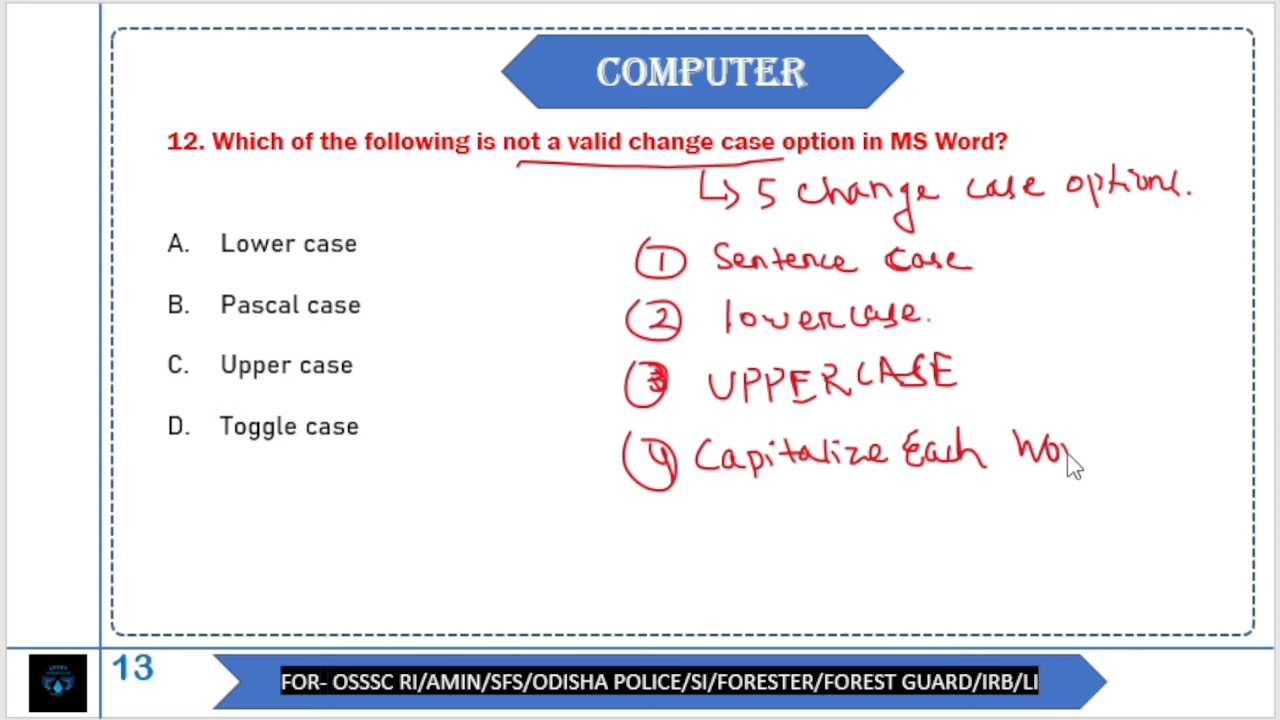 COMPUTER
12. Which of the following is not a valid change case option in MS Word?
↳ 5 change case options.
A. Lower case
① Sentence case
B. Pascal case
② lowercase.
C. Upper case
③ UPPERCASE
D. Toggle case
④ Capitalize Each Wor
13
FOR- OSSSC RI/AMIN/SFS/ODISHA POLICE/SI/FORESTER/FOREST GUARD/IRB/LI